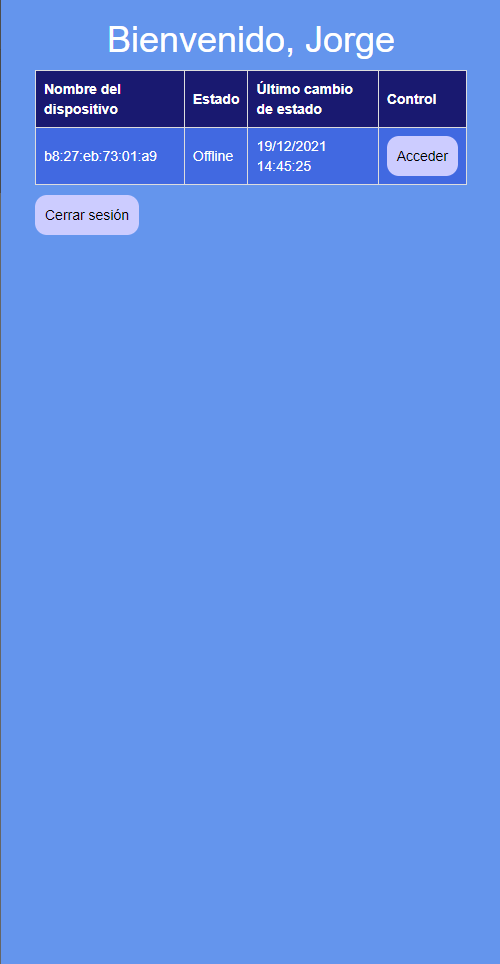 Bienvenido, Jorge
Nombre del
dispositivo
Estado
Último cambio
de estado
Control
b8:27:eb:73:01:a9
Offline
19/12/2021
14:45:25
Acceder
Cerrar sesión